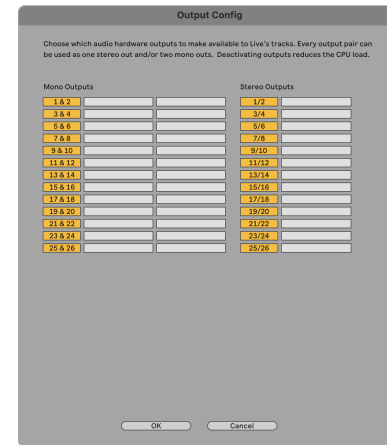 Output Config
Choose which audio hardware outputs to make available to Live's tracks. Every output pair can
be used as one stereo out and/or two mono outs. Deactivating outputs reduces the CPU load.
Mono Outputs
Stereo Outputs
1 & 2
1/2
3 & 4
3/4
5 & 6
5/6
7 & 8
7/8
9 & 10
9/10
11 & 12
11/12
13 & 14
13/14
15 & 16
15/16
17 & 18
17/18
19 & 20
19/20
21 & 22
21/22
23 & 24
23/24
25 & 26
25/26
OK
Cancel